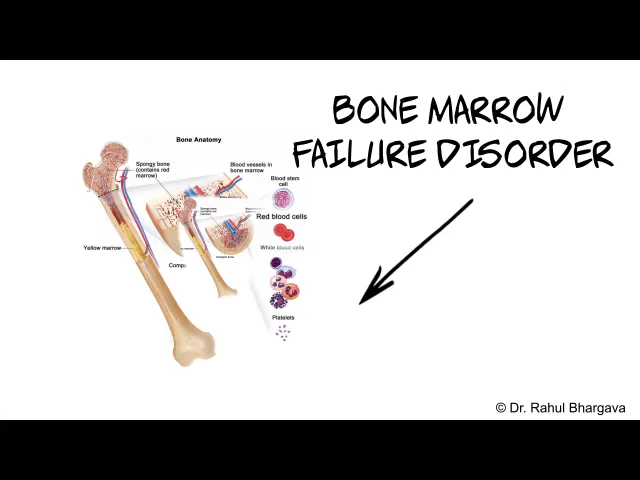 BONE MARROW
FAILURE DISORDER
Bone Anatomy
Spongy bone
(contains red
marrow)
Blood vessels in
bone marrow
Blood stem
cell
Red blood cells
White blood cells
Yellow marrow
Comp
Platelets
© Dr. Rahul Bhargava